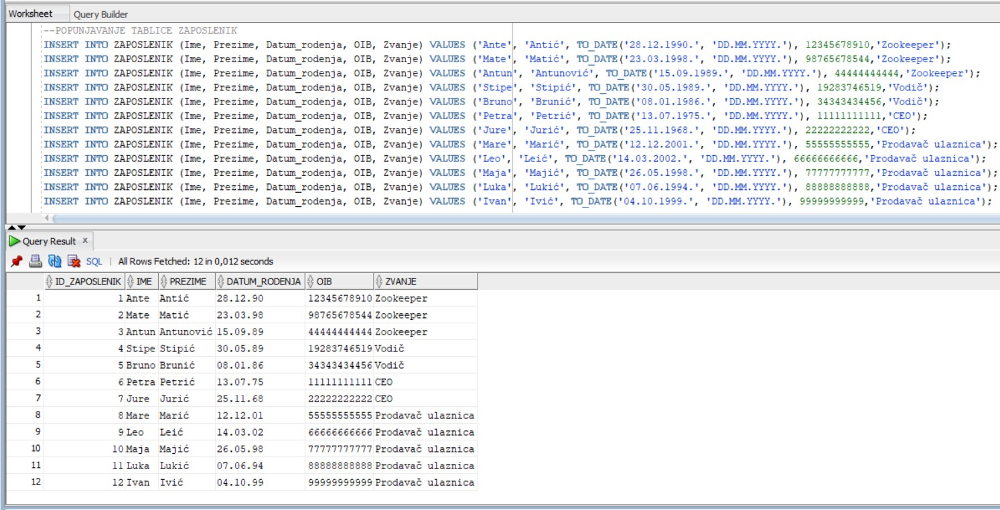 Worksheet Query Builder
--POPUNJAVANJE TABLICE ZAPOSLENIK
INSERT INTO ZAPOSLENIK (Ime, Prezime, Datum_rodenja, OIB, Zvanje) VALUES ('Ante', 'Antić', TO_DATE('28.12.1990.', 'DD.MM.YYYY.'), 12345678910,'Zookeeper');
INSERT INTO ZAPOSLENIK (Ime, Prezime, Datum_rodenja, OIB, Zvanje) VALUES ('Mate', 'Matić', TO_DATE('23.03.1998.', 'DD.MM.YYYY.'), 98765678544,'Zookeeper');
INSERT INTO ZAPOSLENIK (Ime, Prezime, Datum_rodenja, OIB, Zvanje) VALUES ('Antun', 'Antunović', TO_DATE('15.09.1989.', 'DD.MM.YYYY.'), 44444444444,'Zookeeper');
INSERT INTO ZAPOSLENIK (Ime, Prezime, Datum_rodenja, OIB, Zvanje) VALUES ('Stipe', 'Stipić', TO_DATE('30.05.1989.', 'DD.MM.YYYY.'), 19283746519,'Vodič');
INSERT INTO ZAPOSLENIK (Ime, Prezime, Datum_rodenja, OIB, Zvanje) VALUES ('Bruno', 'Brunić', TO_DATE('08.01.1986.', 'DD.MM.YYYY.'), 34343434456,'Vodič');
INSERT INTO ZAPOSLENIK (Ime, Prezime, Datum_rodenja, OIB, Zvanje) VALUES ('Petra', 'Petrić', TO_DATE('13.07.1975.', 'DD.MM.YYYY.'), 11111111111,'CEO');
INSERT INTO ZAPOSLENIK (Ime, Prezime, Datum_rodenja, OIB, Zvanje) VALUES ('Jure', 'Jurić', TO_DATE('25.11.1968.', 'DD.MM.YYYY.'), 22222222222,'CEO');
INSERT INTO ZAPOSLENIK (Ime, Prezime, Datum_rodenja, OIB, Zvanje) VALUES ('Mare', 'Marić', TO_DATE('12.12.2001.', 'DD.MM.YYYY.'), 55555555555,'Prodavač ulaznica');
INSERT INTO ZAPOSLENIK (Ime, Prezime, Datum_rodenja, OIB, Zvanje) VALUES ('Leo', 'Leić', TO_DATE('14.03.2002.', 'DD.MM.YYYY.'), 66666666666,'Prodavač ulaznica');
INSERT INTO ZAPOSLENIK (Ime, Prezime, Datum_rodenja, OIB, Zvanje) VALUES ('Maja', 'Majić', TO_DATE('26.05.1998.', 'DD.MM.YYYY.'), 77777777777,'Prodavač ulaznica');
INSERT INTO ZAPOSLENIK (Ime, Prezime, Datum_rodenja, OIB, Zvanje) VALUES ('Luka', 'Lukić', TO_DATE('07.06.1994.', 'DD.MM.YYYY.'), 88888888888,'Prodavač ulaznica');
INSERT INTO ZAPOSLENIK (Ime, Prezime, Datum_rodenja, OIB, Zvanje) VALUES ('Ivan', 'Ivić', TO_DATE('04.10.1999.', 'DD.MM.YYYY.'), 99999999999,'Prodavač ulaznica');
Query Result x
SQL | All Rows Fetched: 12 in 0,012 seconds
ID_ZAPOSLENIK IME PREZIME DATUM_RODENJA OIB ZVANJE
1 1 Ante Antić 28.12.90 12345678910 Zookeeper
2 2 Mate Matić 23.03.98 98765678544 Zookeeper
3 3 Antun Antunović 15.09.89 44444444444 Zookeeper
4 4 Stipe Stipić 30.05.89 19283746519 Vodič
5 5 Bruno Brunić 08.01.86 34343434456 Vodič
6 6 Petra Petrić 13.07.75 11111111111 CEO
7 7 Jure Jurić 25.11.68 22222222222 CEO
8 8 Mare Marić 12.12.01 55555555555 Prodavač ulaznica
9 9 Leo Leić 14.03.02 66666666666 Prodavač ulaznica
10 10 Maja Majić 26.05.98 77777777777 Prodavač ulaznica
11 11 Luka Lukić 07.06.94 88888888888 Prodavač ulaznica
12 12 Ivan Ivić 04.10.99 99999999999 Prodavač ulaznica